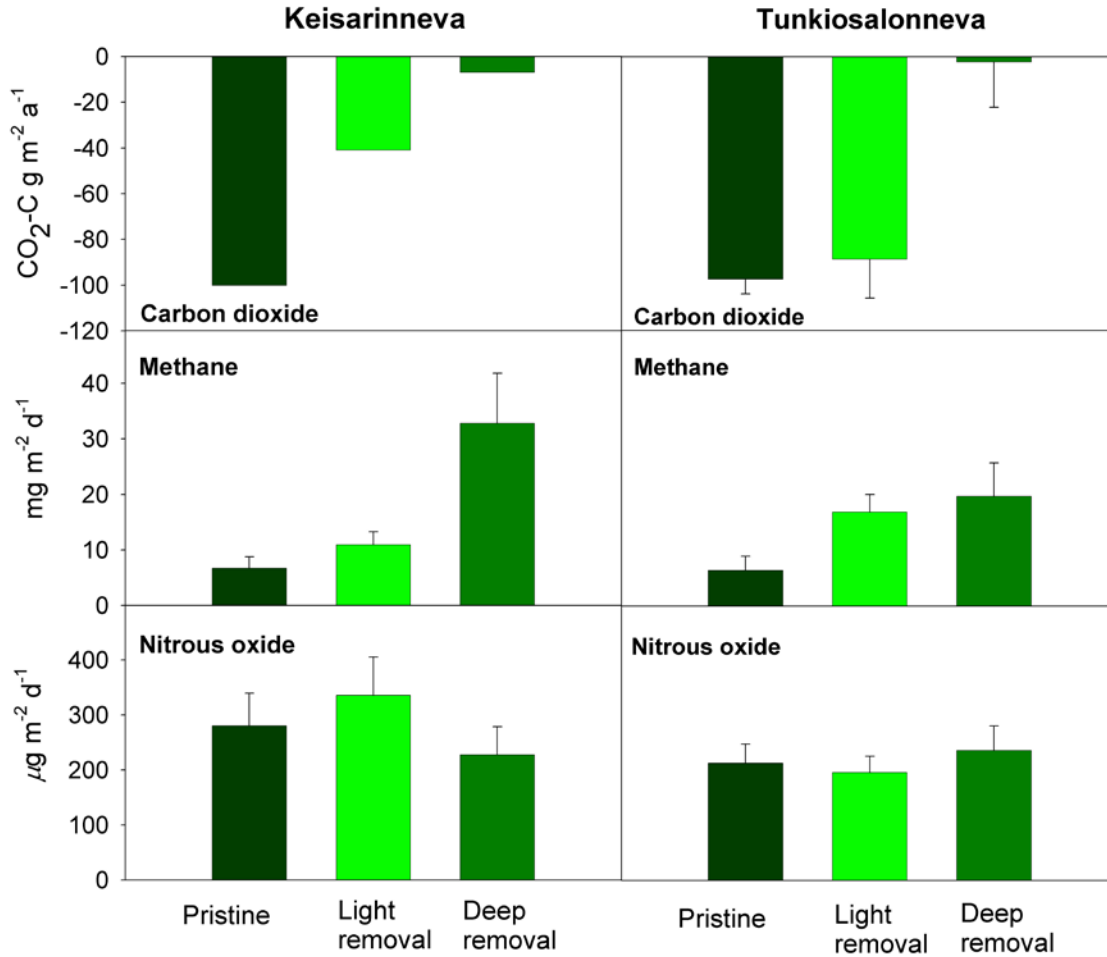 Keisarinneva
Tunkiosalonneva
CO2-C g m-2 a-1
0
-20
-40
-60
-80
-100
-120
Carbon dioxide
Carbon dioxide
mg m-2 d-1
40
30
20
10
0
Methane
Methane
µg m-2 d-1
400
300
200
100
0
Nitrous oxide
Nitrous oxide
Pristine
Light
removal
Deep
removal
Pristine
Light
removal
Deep
removal